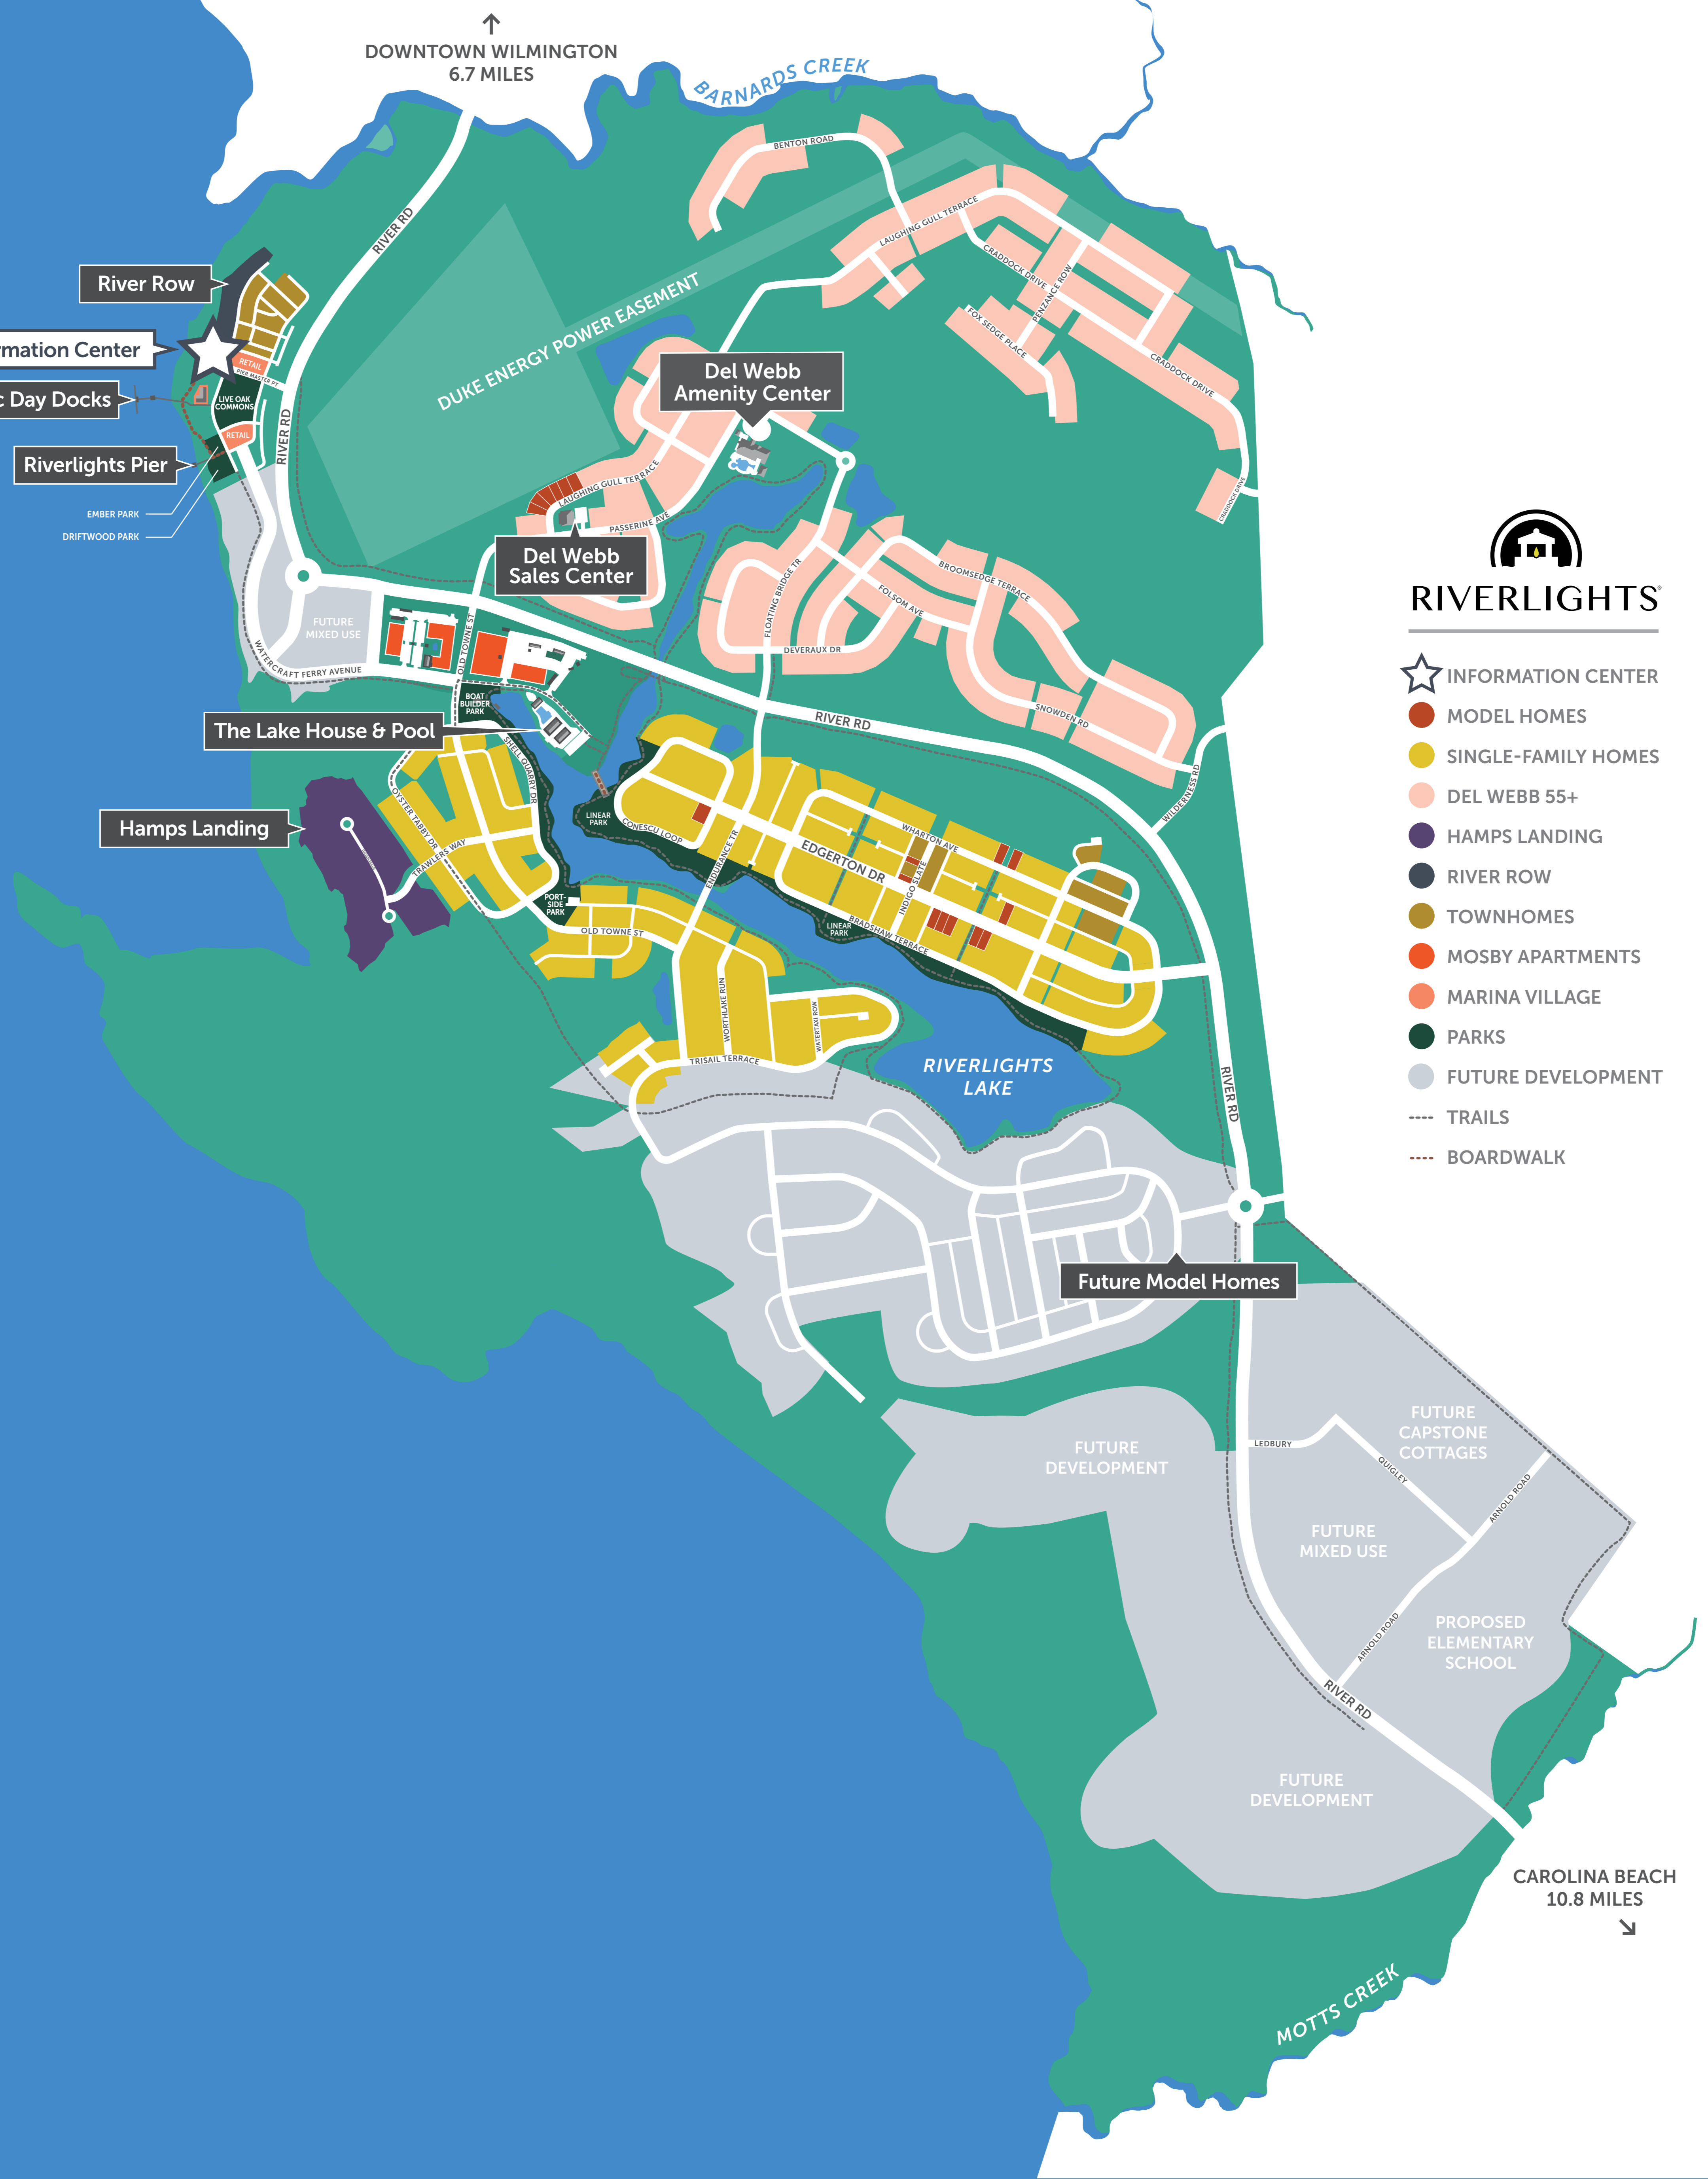 DOWNTOWN WILMINGTON
6.7 MILES
BARNARDS CREEK
BENTON ROAD
RIVER RD
LAUGHING GULL TERRACE
CRADDOCK DRIVE
PENZANCE ROW
FOX SEDGE PLACE
CRADDOCK DRIVE
CRADDOCK DRIVE
DUKE ENERGY POWER EASEMENT
River Row
rmation Center
RETAIL
PIER MASTER PT
c Day Docks
LIVE OAK
COMMONS
RETAIL
RIVER RD
Riverlights Pier
EMBER PARK
DRIFTWOOD PARK
Del Webb
Amenity Center
LAUGHING GULL TERRACE
PASSERINE AVE
Del Webb
Sales Center
FLOATING BRIDGE TR
BROOMSEDGE TERRACE
FOLSOM AVE
DEVERAUX DR
SNOWDEN RD
FUTURE
MIXED USE
WATERCRAFT FERRY AVENUE
OLD TOWNE ST
BOAT
BUILDER
PARK
The Lake House & Pool
SHELL QUARRY DR
RIVER RD
WILDERNESS RD
Hamps Landing
OYSTER TABBY DR
TRAWLERS WAY
LINEAR
PARK
CONESCU LOOP
ENDURANCE TR
EDGERTON DR
WHARTON AVE
INDIGO SLATE
BRADSHAW TERRACE
LINEAR
PARK
PORT-
SIDE
PARK
OLD TOWNE ST
WORTHLAKE RUN
WATERTAXI ROW
TRISAIL TERRACE
RIVERLIGHTS
LAKE
RIVER RD
Future Model Homes
FUTURE
DEVELOPMENT
LEDBURY
QUIGLEY
FUTURE
CAPSTONE
COTTAGES
ARNOLD ROAD
FUTURE
MIXED USE
ARNOLD ROAD
PROPOSED
ELEMENTARY
SCHOOL
RIVER RD
FUTURE
DEVELOPMENT
CAROLINA BEACH
10.8 MILES
MOTTS CREEK
RIVERLIGHTS®
INFORMATION CENTER
MODEL HOMES
SINGLE-FAMILY HOMES
DEL WEBB 55+
HAMPS LANDING
RIVER ROW
TOWNHOMES
MOSBY APARTMENTS
MARINA VILLAGE
PARKS
FUTURE DEVELOPMENT
TRAILS
BOARDWALK